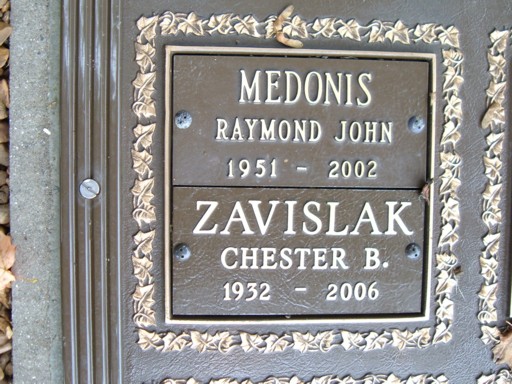 MEDONIS
RAYMOND JOHN
1951 - 2002
ZAVISLAK
CHESTER B.
1932 - 2006